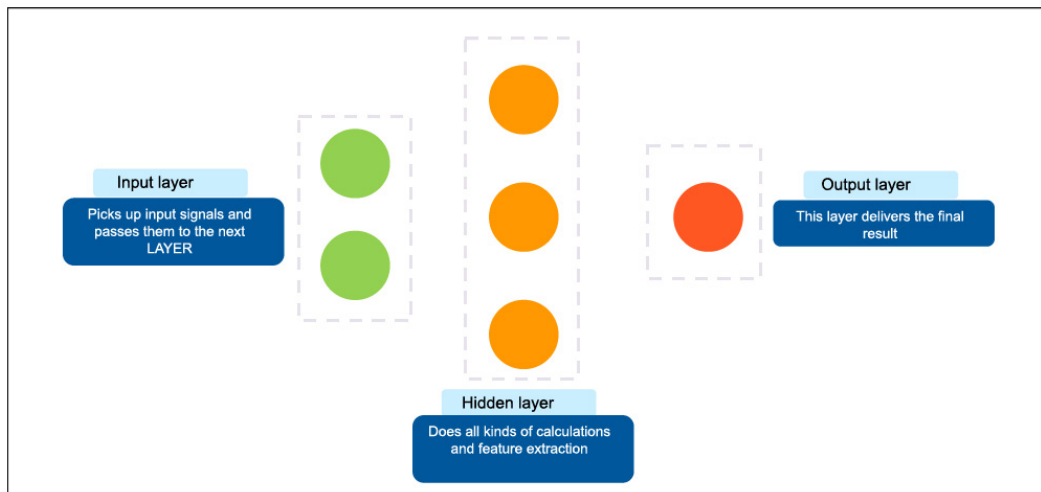 Input layer
Picks up input signals and
passes them to the next
LAYER
Hidden layer
Does all kinds of calculations
and feature extraction
Output layer
This layer delivers the final
result